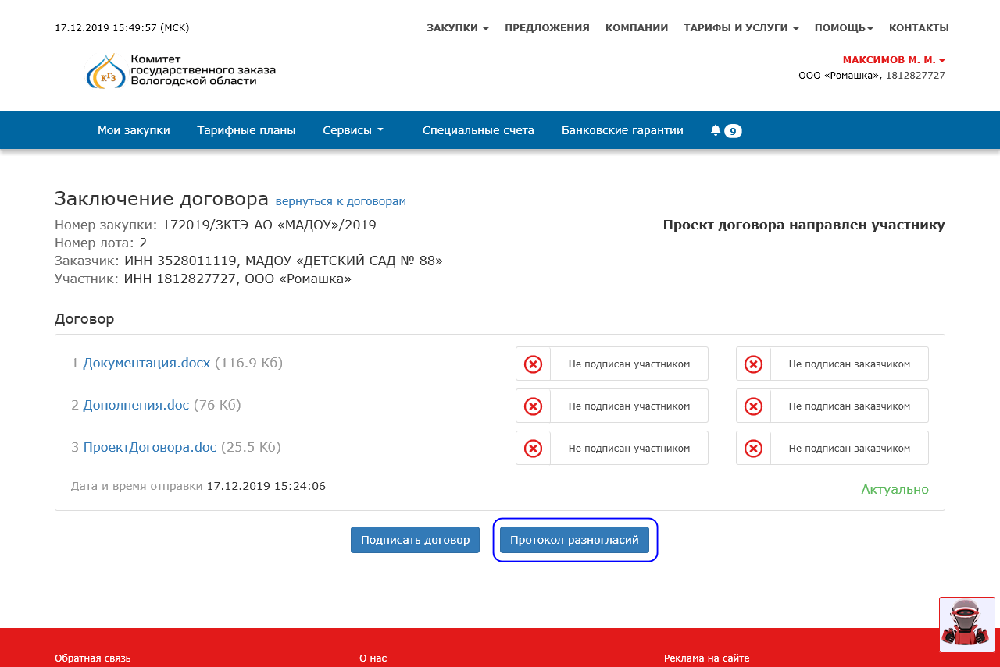 17.12.2019 15:49:57 (МСК)
ЗАКУПКИ ПРЕДЛОЖЕНИЯ КОМПАНИИ ТАРИФЫ И УСЛУГИ ПОМОЩЬ КОНТАКТЫ
КГЗ
Комитет
государственного заказа
Вологодской области
МАКСИМОВ М. М.
ООО «Ромашка», 1812827727
Мои закупки Тарифные планы Сервисы Специальные счета Банковские гарантии 9
Заключение договора вернуться к договорам
Номер закупки: 172019/ЗКТЭ-АО «МАДОУ»/2019
Проект договора направлен участнику
Номер лота: 2
Заказчик: ИНН 3528011119, МАДОУ «ДЕТСКИЙ САД № 88»
Участник: ИНН 1812827727, ООО «Ромашка»
Договор
1 Документация.docx (116.9 Кб) Не подписан участником Не подписан заказчиком
2 Дополнения.doc (76 Кб) Не подписан участником Не подписан заказчиком
3 ПроектДоговора.doc (25.5 Кб) Не подписан участником Не подписан заказчиком
Дата и время отправки 17.12.2019 15:24:06
Актуально
Подписать договор Протокол разногласий
Обратная связь О нас Реклама на сайте